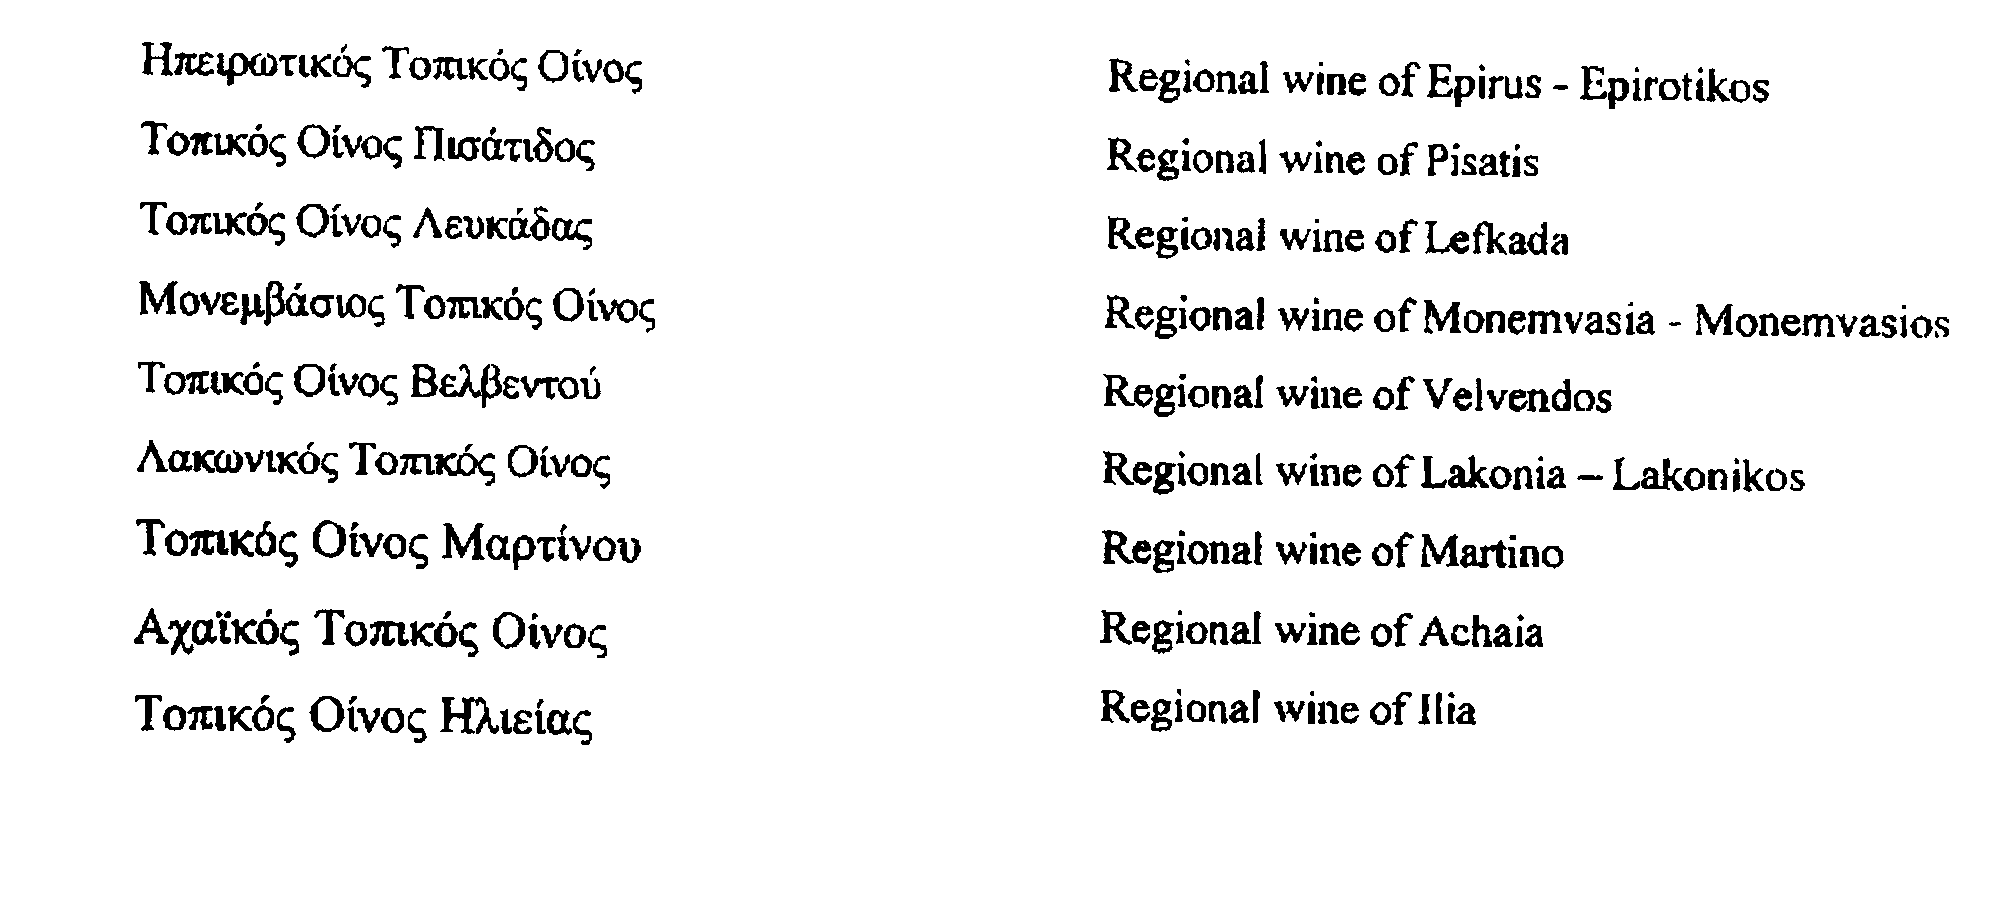 Ηπειρωτικός Τοπικός Οίνος Regional wine of Epirus - Epirotikos
Τοπικός Οίνος Πισάτιδος Regional wine of Pisatis
Τοπικός Οίνος Λευκάδας Regional wine of Lefkada
Μονεμβάσιος Τοπικός Οίνος Regional wine of Monemvasia - Monemvasios
Τοπικός Οίνος Βελβεντού Regional wine of Velvendos
Λακωνικός Τοπικός Οίνος Regional wine of Lakonia – Lakonikos
Τοπικός Οίνος Μαρτίνου Regional wine of Martino
Αχαϊκός Τοπικός Οίνος Regional wine of Achaia
Τοπικός Οίνος Ηλιείας Regional wine of Ilia